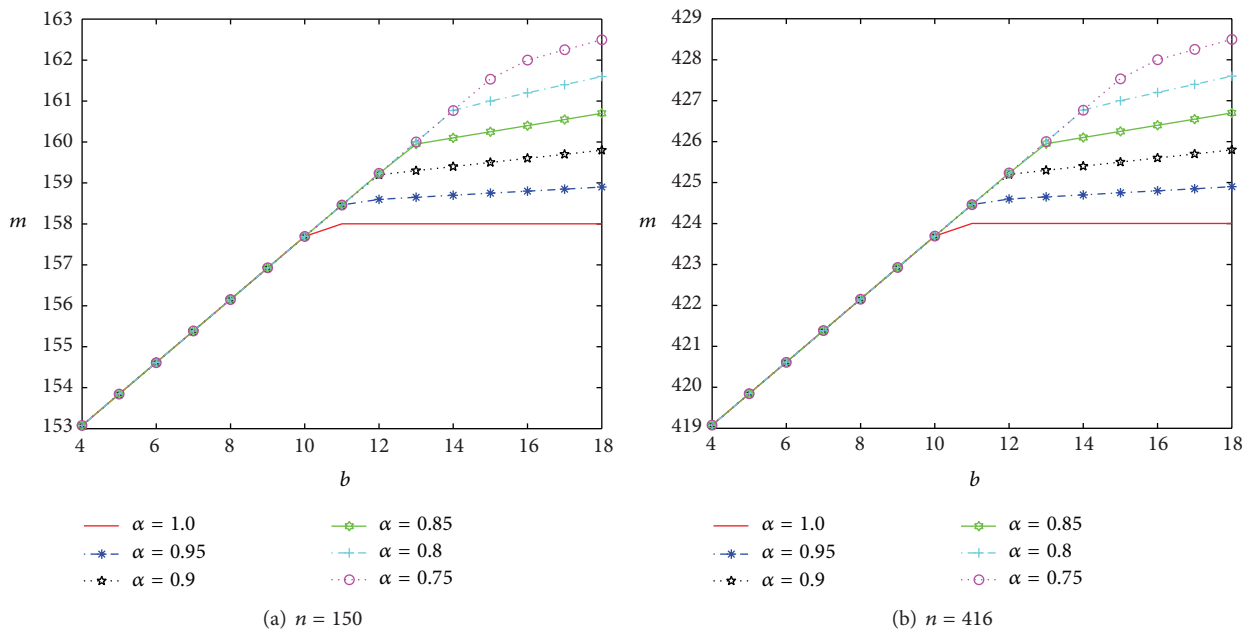 163
162
161
160
159
158
157
156
155
154
153
m
4 6 8 10 12 14 16 18
b
α = 1.0
α = 0.95
α = 0.9
α = 0.85
α = 0.8
α = 0.75
(a) n = 150
429
428
427
426
425
424
423
422
421
420
419
m
4 6 8 10 12 14 16 18
b
α = 1.0
α = 0.95
α = 0.9
α = 0.85
α = 0.8
α = 0.75
(b) n = 416